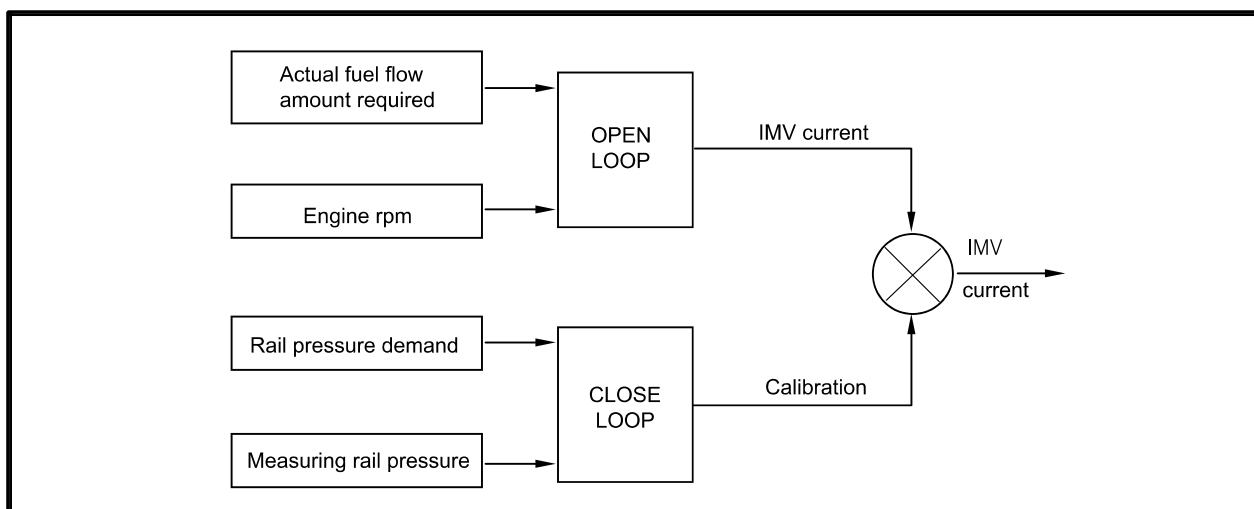 Actual fuel flow
amount required
OPEN
LOOP
IMV current
Engine rpm
IMV
current
Rail pressure demand
CLOSE
LOOP
Calibration
Measuring rail pressure